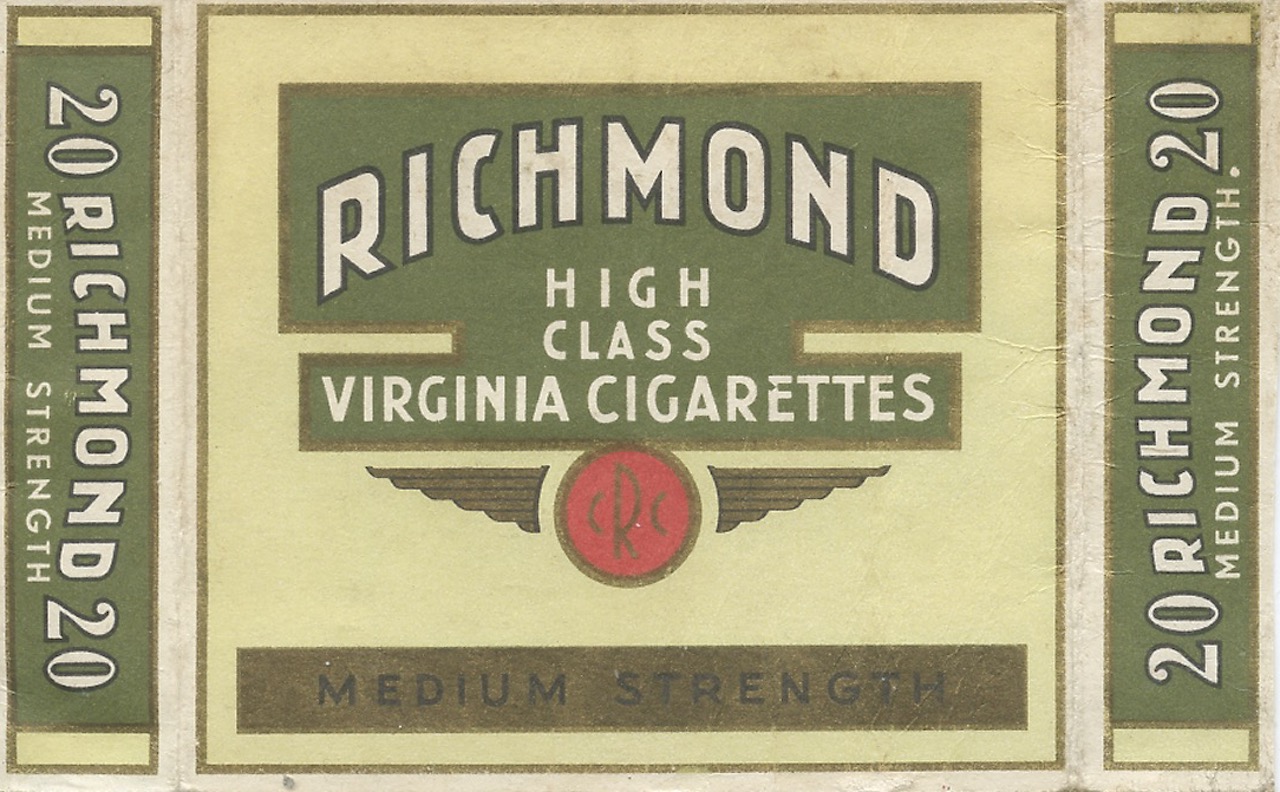 20 RICHMOND 20
MEDIUM STRENGTH
RICHMOND
HIGH
CLASS
VIRGINIA CIGARETTES
CRC
MEDIUM STRENGTH
20 RICHMOND 20
MEDIUM STRENGTH.